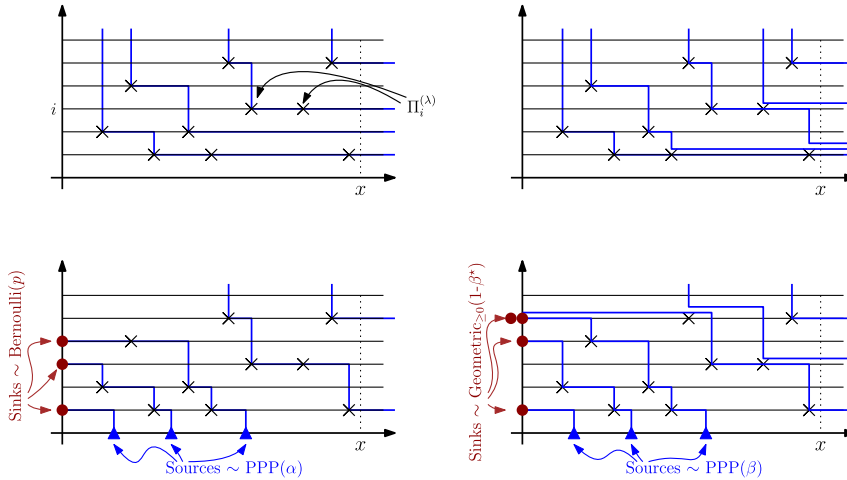 i
Π_i^(λ)
x
x
Sinks ~ Bernoulli(p)
x
Sources ~ PPP(α)
Sinks ~ Geometric≥0(1-β*)
x
Sources ~ PPP(β)